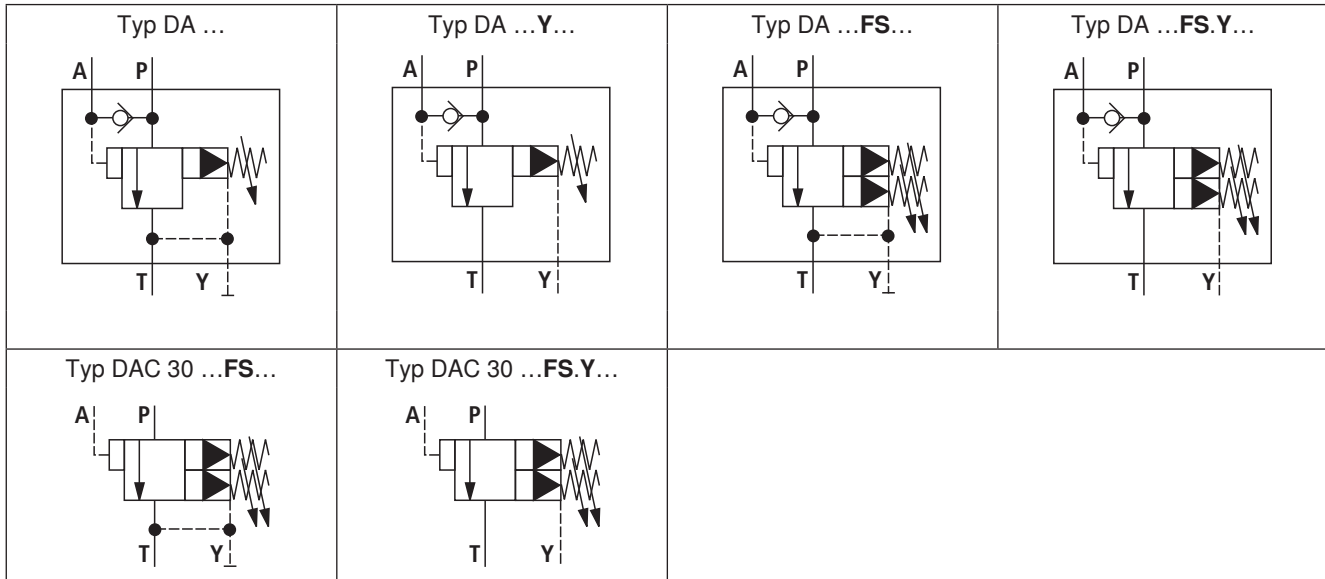 Typ DA ...
Typ DA ...Y...
Typ DA ...FS...
Typ DA ...FS.Y...
A P
A P
A P
A P
T Y
T Y
T Y
T Y
Typ DAC 30 ...FS...
Typ DAC 30 ...FS.Y...
A P
A P
T Y
T Y